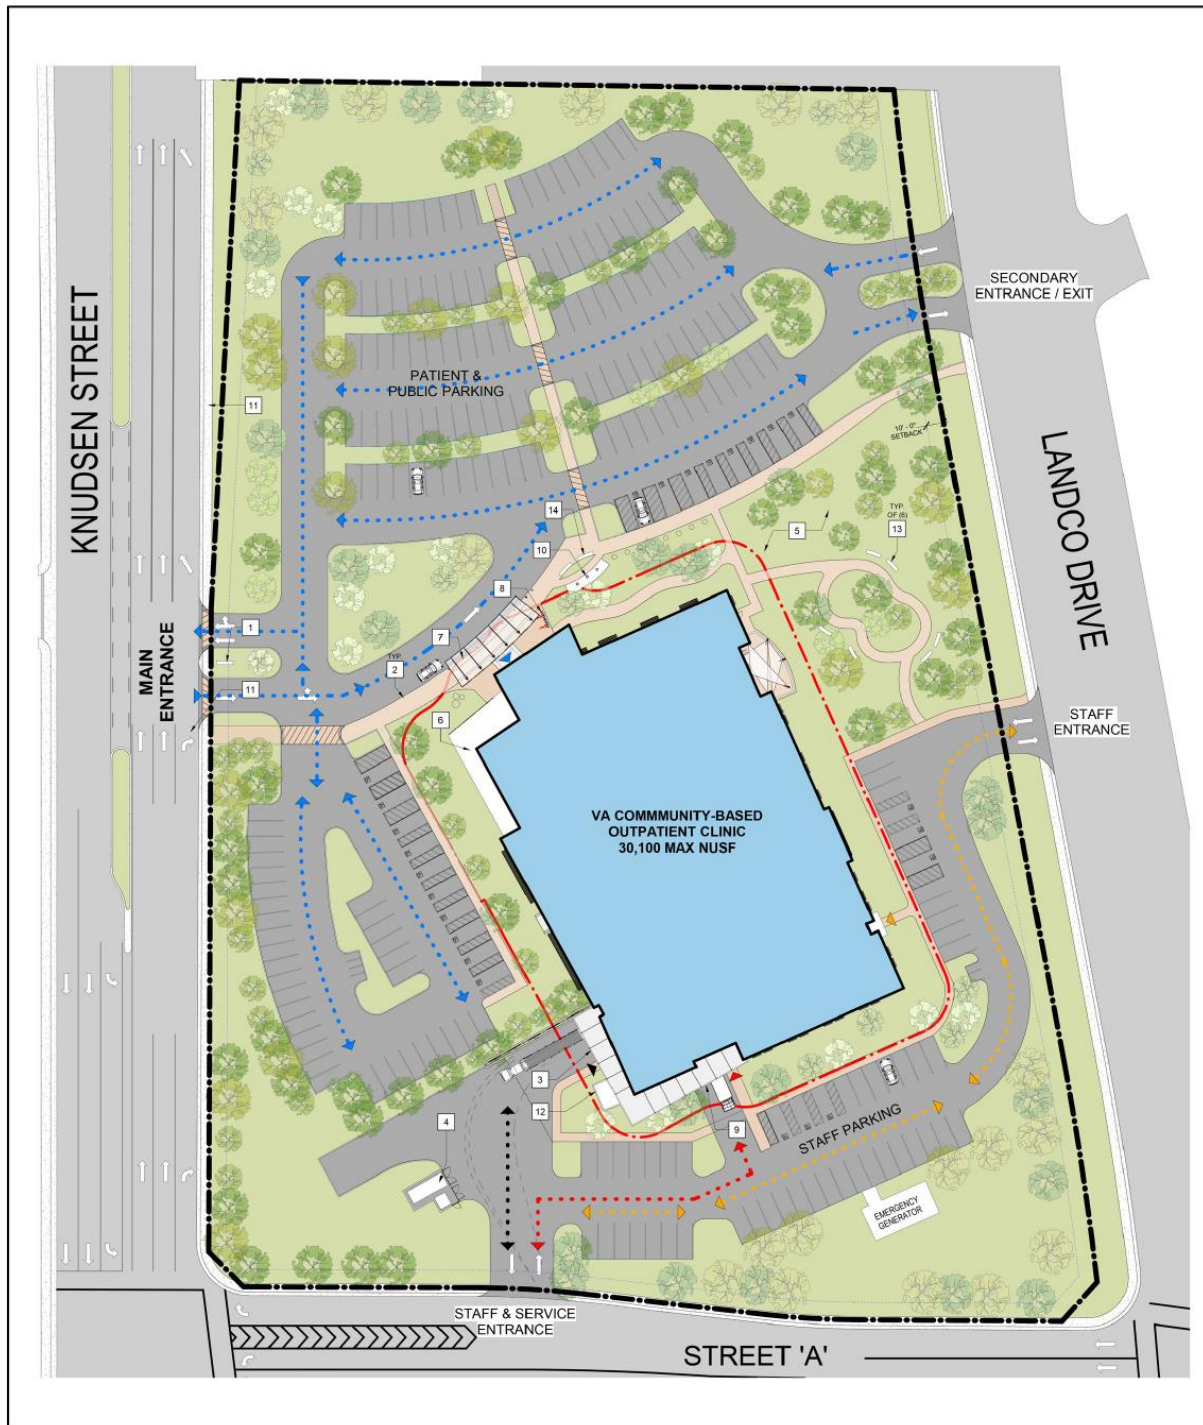 SECONDARY
ENTRANCE / EXIT
KNUDSEN STREET
PATIENT &
PUBLIC PARKING
11
10' - 0"
SETBACK
LANDCO DRIVE
14
5
TYP.
OF (6)
13
10
8
1
7
MAIN
ENTRANCE
TYP.
2
11
6
STAFF
ENTRANCE
VA COMMMUNITY-BASED
OUTPATIENT CLINIC
30,100 MAX NUSF
3
12
4
9
STAFF PARKING
EMERGENCY
GENERATOR
STAFF & SERVICE
ENTRANCE
STREET 'A'